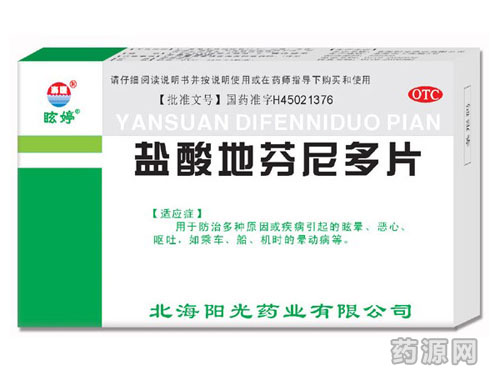 请仔细阅读说明书并按说明使用或在药师指导下购买和使用
【批准文号】国药准字H45021376
OTC
眩婷®
YANSUAN DIFENNIDUO PIAN
盐酸地芬尼多片
【适应症】
用于防治多种原因或疾病引起的眩晕、恶心、
呕吐，如乘车、船、机时的晕动病等。
北海阳光药业有限公司
药源网